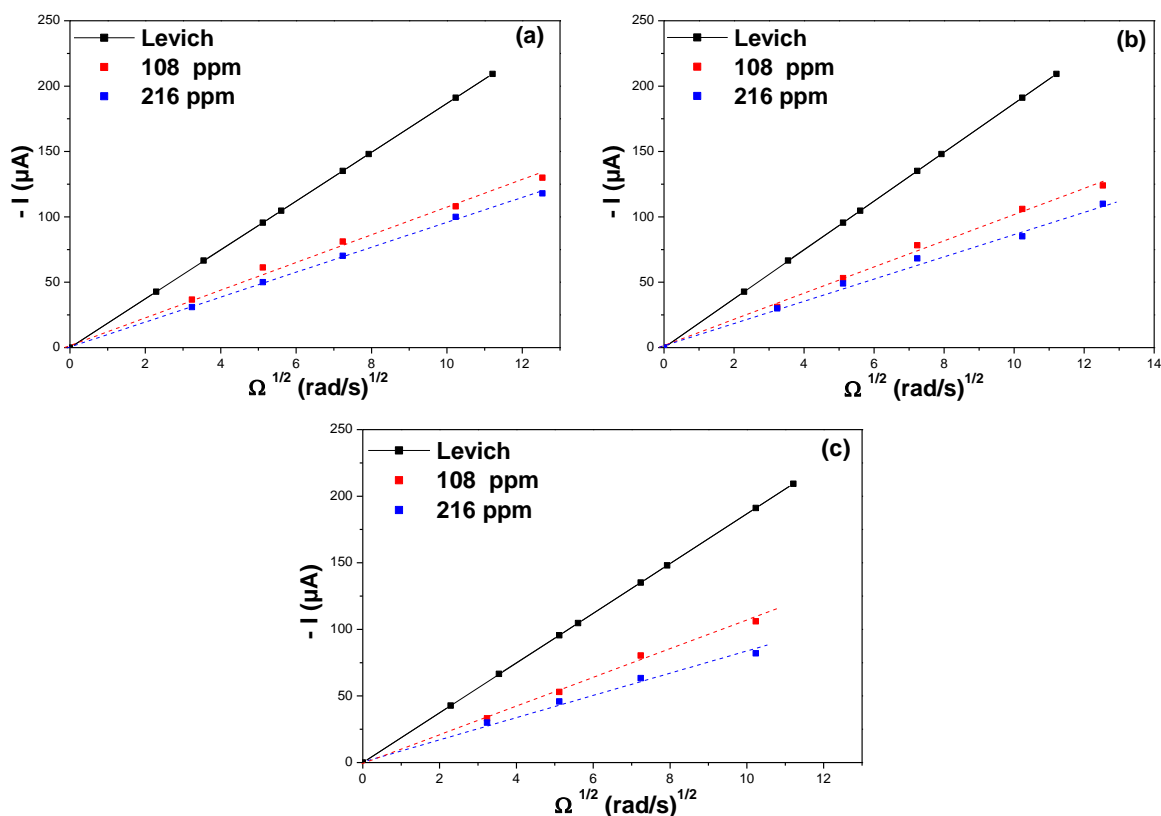 (a)
Levich
108 ppm
216 ppm
250
200
150
100
50
0
- I (µA)
0 2 4 6 8 10 12
Ω 1/2 (rad/s)1/2
(b)
Levich
108 ppm
216 ppm
250
200
150
100
50
0
- I (µA)
0 2 4 6 8 10 12 14
Ω 1/2 (rad/s)1/2
(c)
Levich
108 ppm
216 ppm
250
200
150
100
50
0
- I (µA)
0 2 4 6 8 10 12
Ω 1/2 (rad/s)1/2